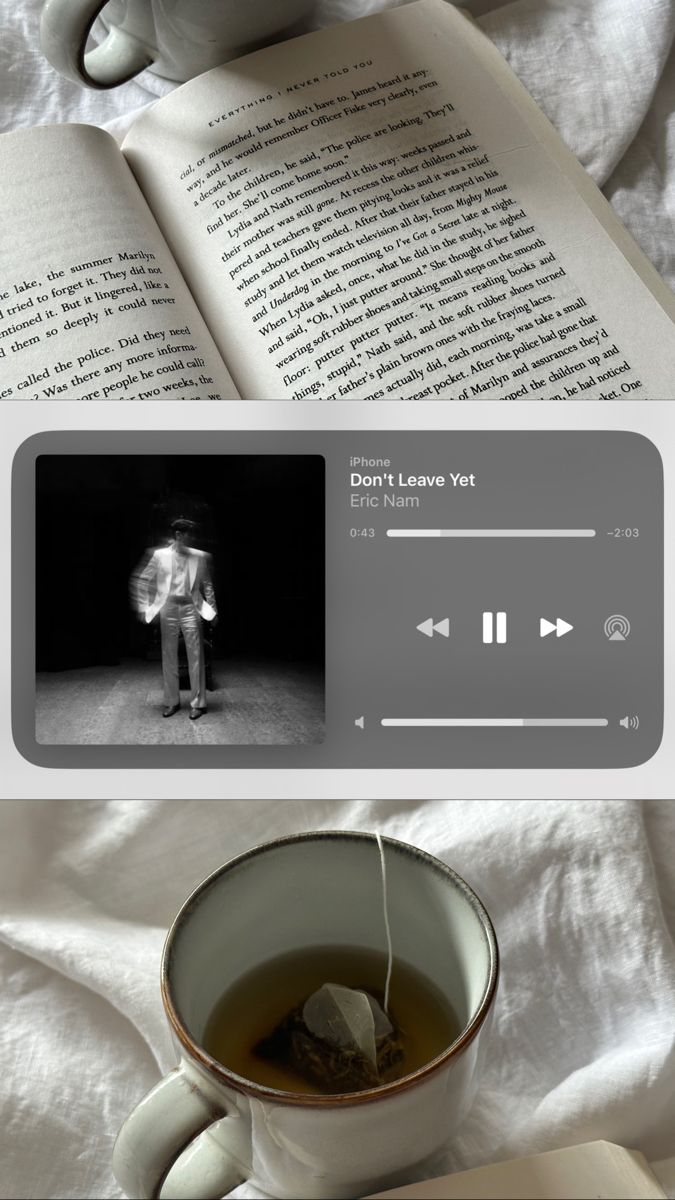 EVERYTHING I NEVER TOLD YOU
cial, or mismatched, but he didn't have to. James heard it any-
way, and he would remember Officer Fiske very clearly, even
a decade later.
To the children, he said, "The police are looking. They'll
find her. She'll come home soon."
Lydia and Nath remembered it this way: weeks passed and
their mother was still gone. At recess the other children whis-
pered and teachers gave them pitying looks and it was a relief
when school finally ended. After that their father stayed in his
study and let them watch television all day, from Mighty Mouse
and Underdog in the morning to I've Got a Secret late at night.
When Lydia asked, once, what he did in the study, he sighed
and said, "Oh, I just putter around." She thought of her father
wearing soft rubber shoes and taking small steps on the smooth
floor: putter putter putter. "It means reading books and
things, stupid," Nath said, and the soft rubber shoes turned
her father's plain brown ones with the fraying laces.
mes actually did, each morning, was take a small
breast pocket. After the police had gone that
of Marilyn and assurances they'd
ooped the children up and
, he had noticed
ket. One
e lake, the summer Marilyn
tried to forget it. They did not
entioned it. But it lingered, like a
d them so deeply it could never
es called the police. Did they need
? Was there any more informa-
ore people he could call?
for two weeks, the
we
iPhone
Don't Leave Yet
Eric Nam
0:43
−2:03